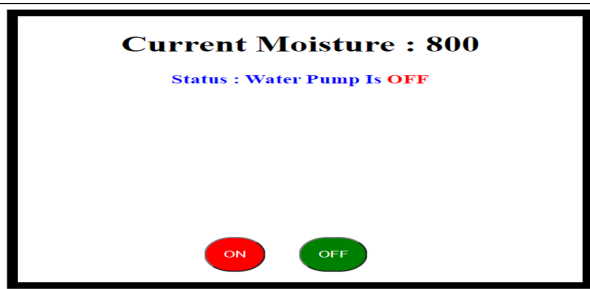 Current Moisture : 800
Status : Water Pump Is OFF
ON OFF